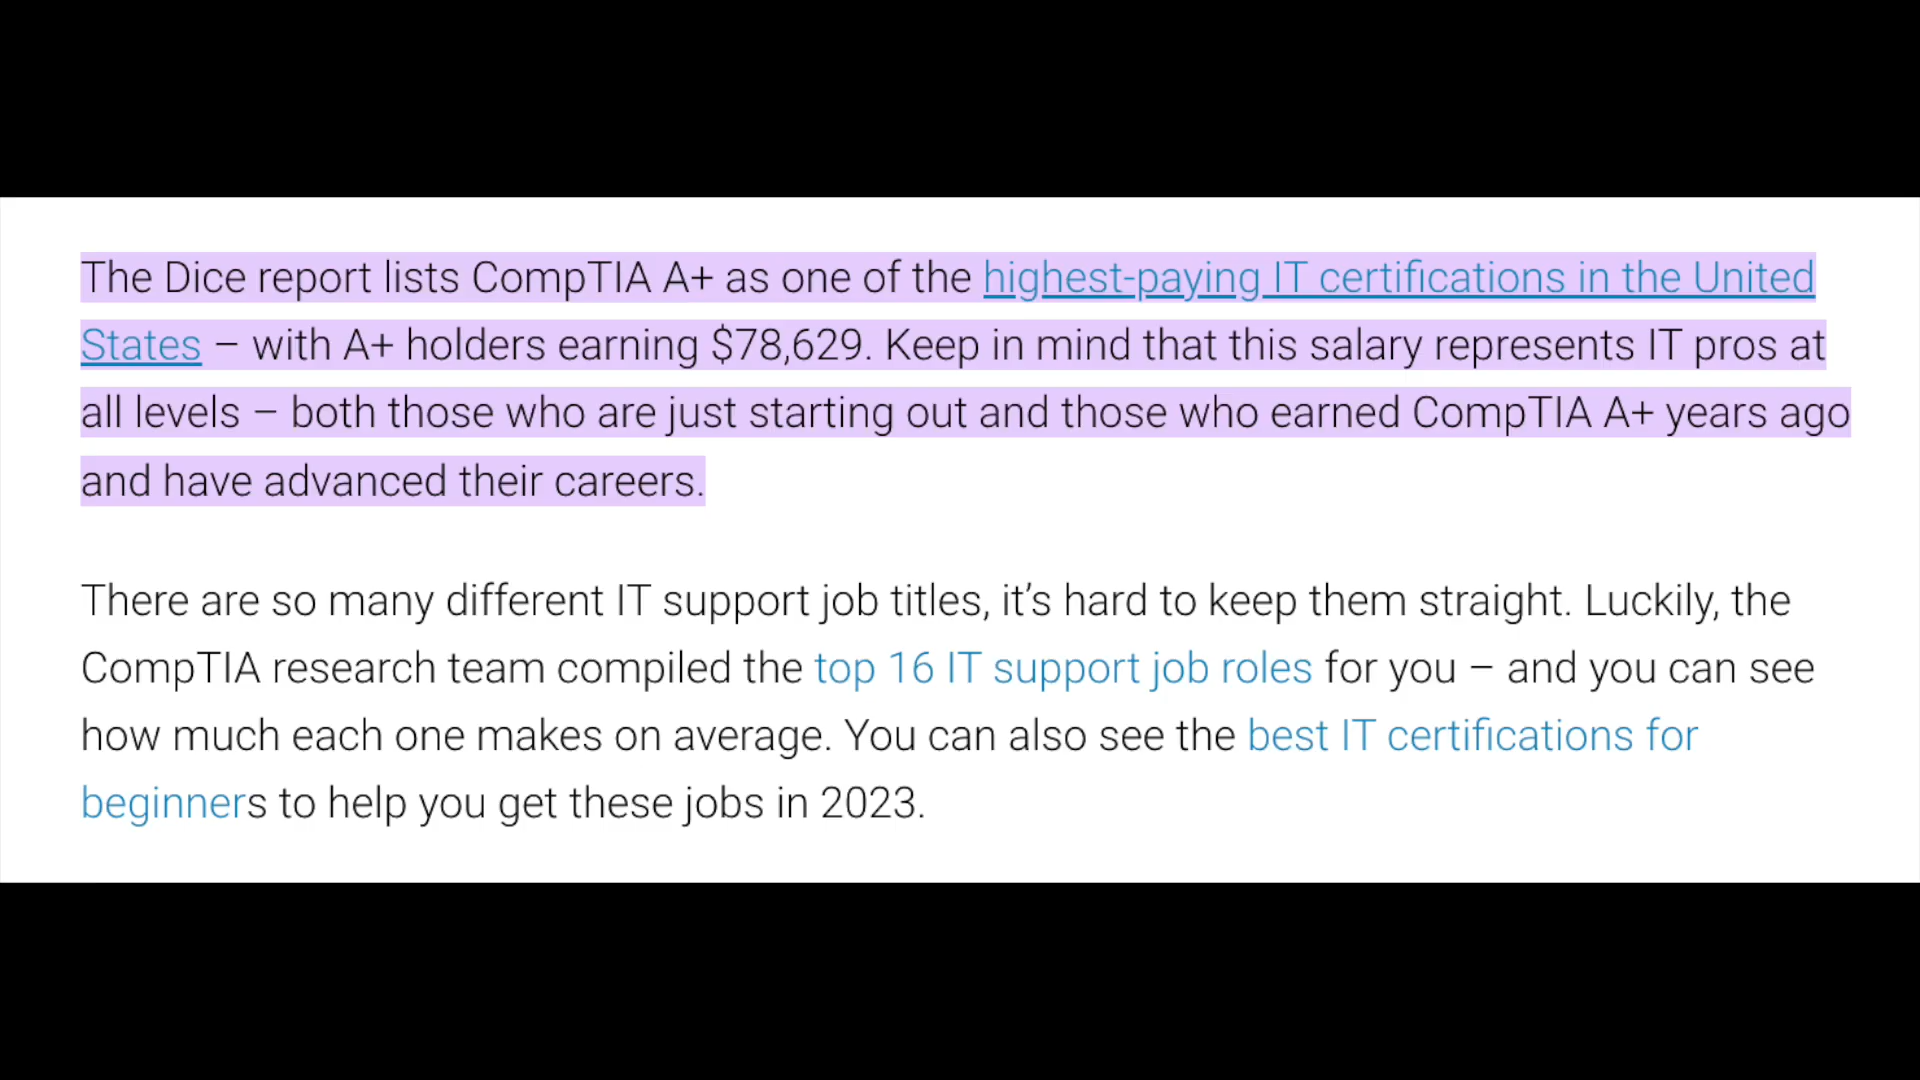 The Dice report lists CompTIA A+ as one of the highest-paying IT certifications in the United
States – with A+ holders earning $78,629. Keep in mind that this salary represents IT pros at
all levels – both those who are just starting out and those who earned CompTIA A+ years ago
and have advanced their careers.
There are so many different IT support job titles, it’s hard to keep them straight. Luckily, the
CompTIA research team compiled the top 16 IT support job roles for you – and you can see
how much each one makes on average. You can also see the best IT certifications for
beginners to help you get these jobs in 2023.